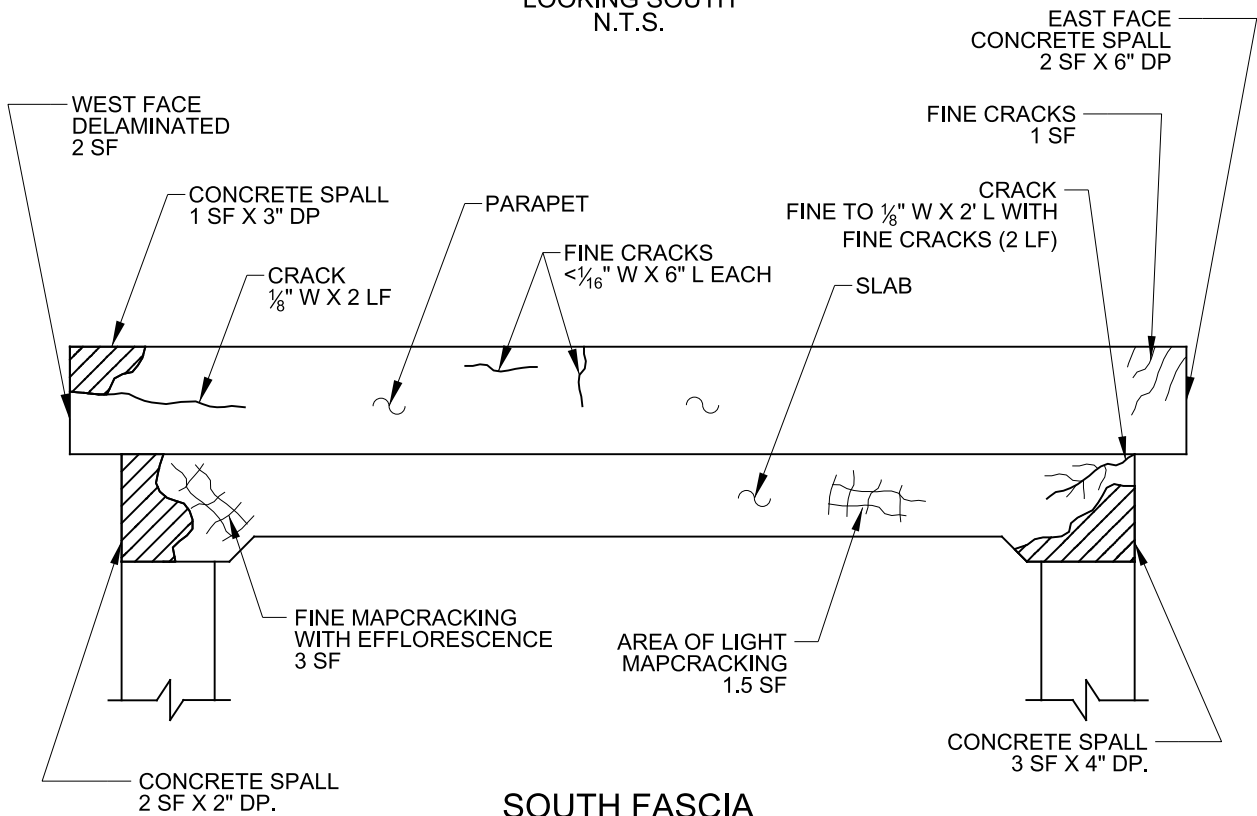 LOOKING SOUTH
N.T.S.
EAST FACE
CONCRETE SPALL
2 SF X 6" DP
WEST FACE
DELAMINATED
2 SF
FINE CRACKS
1 SF
CONCRETE SPALL
1 SF X 3" DP
PARAPET
CRACK
FINE TO ⅛" W X 2' L WITH
FINE CRACKS (2 LF)
FINE CRACKS
<1⁄16" W X 6" L EACH
CRACK
⅛" W X 2 LF
SLAB
FINE MAPCRACKING
WITH EFFLORESCENCE
3 SF
AREA OF LIGHT
MAPCRACKING
1.5 SF
CONCRETE SPALL
3 SF X 4" DP.
CONCRETE SPALL
2 SF X 2" DP.
SOUTH FASCIA